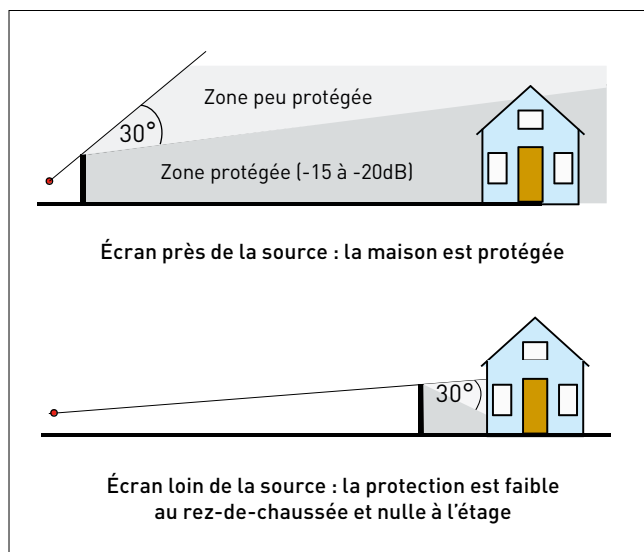 Zone peu protégée
30°
Zone protégée (-15 à -20dB)
Écran près de la source : la maison est protégée
30°
Écran loin de la source : la protection est faible
au rez-de-chaussée et nulle à l'étage